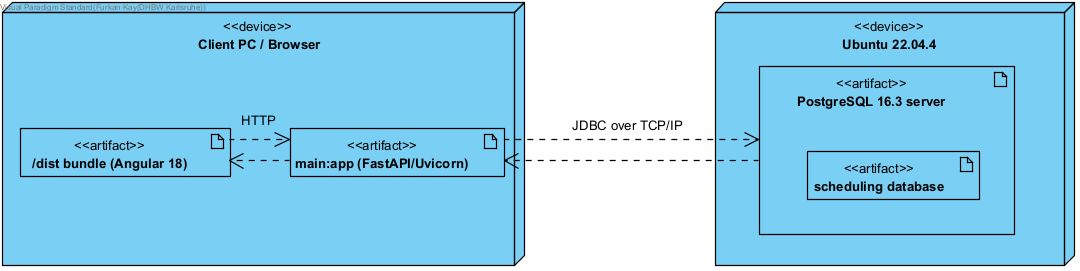 Visual Paradigm Standard(Furkan Kay(DHBW Karlsruhe))
<<device>>
Client PC / Browser
<<device>>
Ubuntu 22.04.4
<<artifact>>
PostgreSQL 16.3 server
HTTP
JDBC over TCP/IP
<<artifact>>
/dist bundle (Angular 18)
<<artifact>>
main:app (FastAPI/Uvicorn)
<<artifact>>
scheduling database